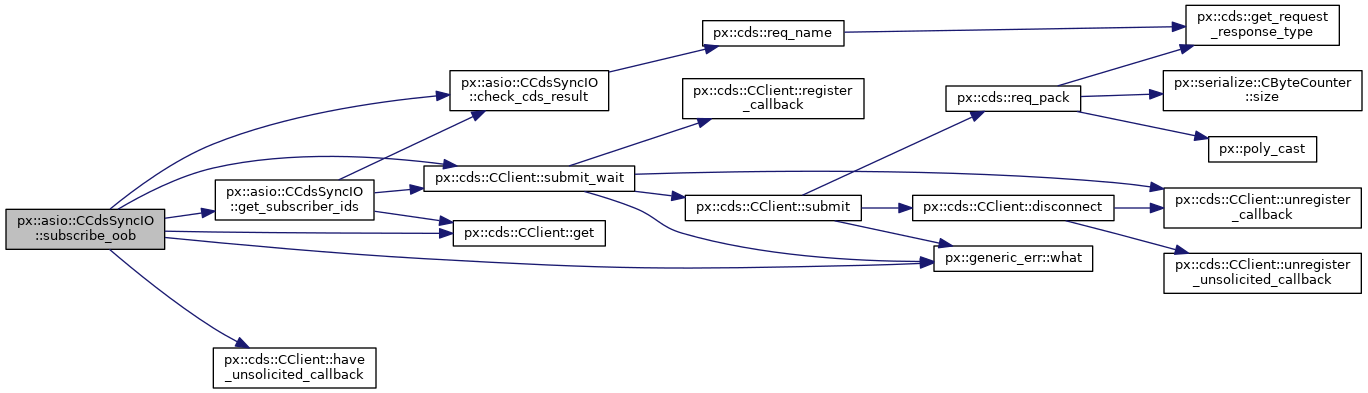 px::asio::CCdsSyncIO
::subscribe_oob
px::asio::CCdsSyncIO
::check_cds_result
px::asio::CCdsSyncIO
::get_subscriber_ids
px::cds::CClient::submit_wait
px::cds::CClient::get
px::cds::CClient::have
_unsolicited_callback
px::cds::req_name
px::cds::CClient::register
_callback
px::cds::CClient::submit
px::cds::req_pack
px::cds::CClient::disconnect
px::generic_err::what
px::cds::get_request
_response_type
px::serialize::CByteCounter
::size
px::poly_cast
px::cds::CClient::unregister
_callback
px::cds::CClient::unregister
_unsolicited_callback